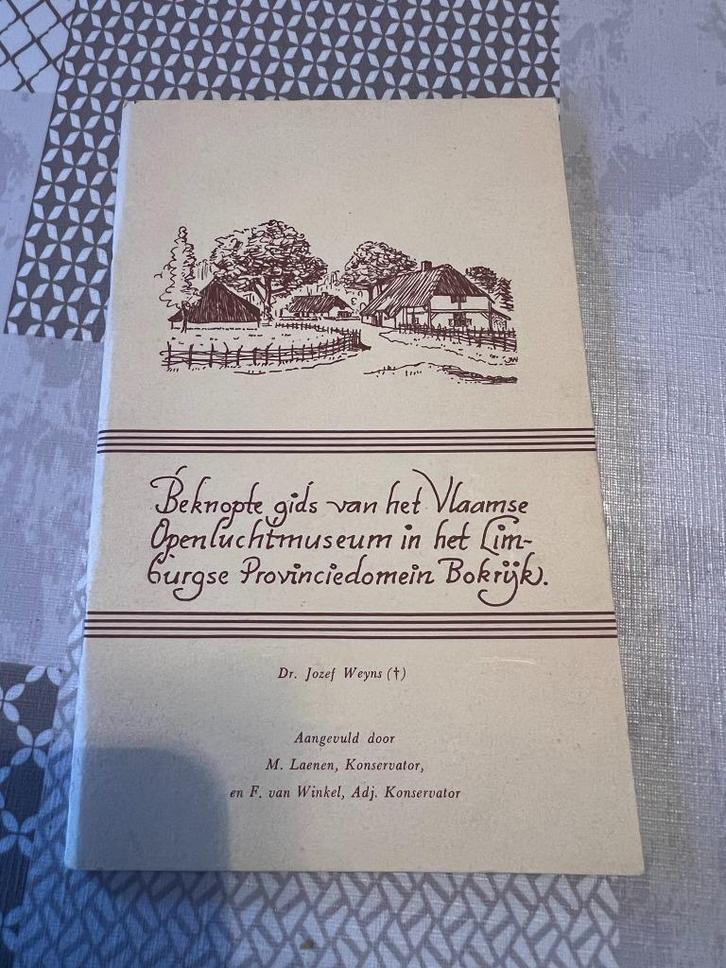 JW
Beknopte gids van het Vlaamse
Openluchtmuseum in het Lim-
burgse Provinciedomein Bokrijk.
Dr. Jozef Weyns (†)
Aangevuld door
M. Laenen, Konservator,
en F. van Winkel, Adj. Konservator